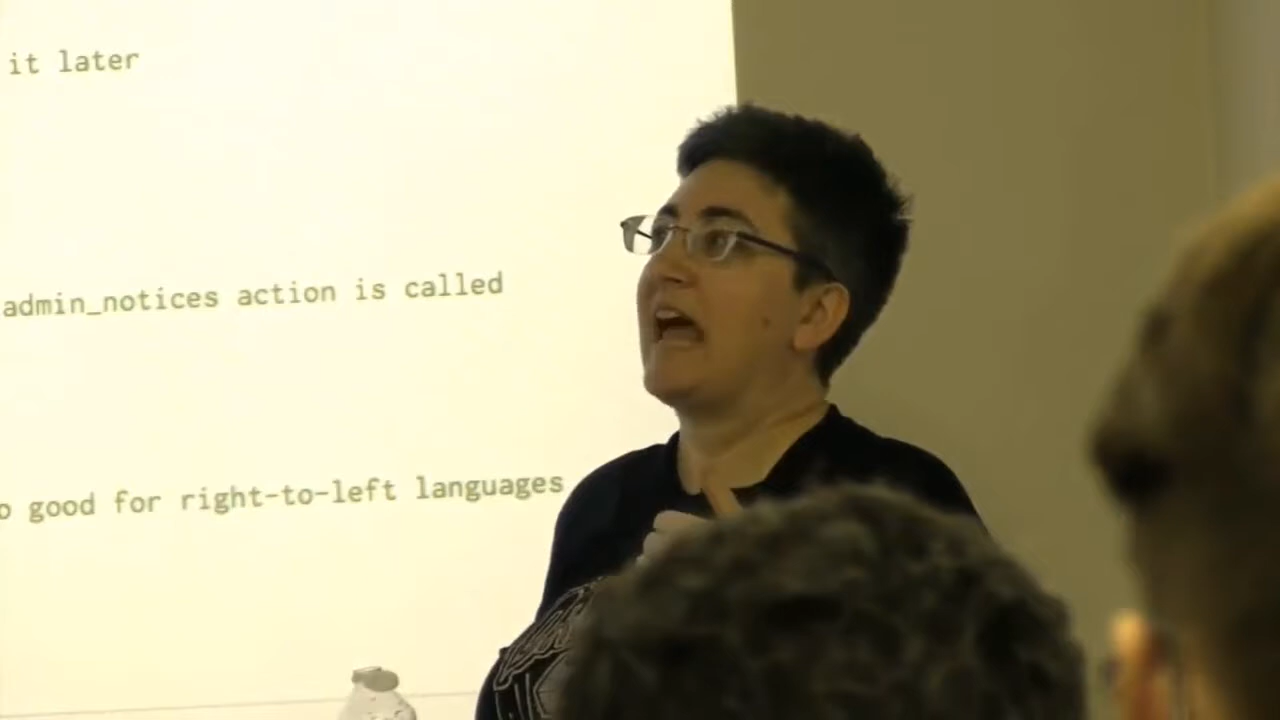 it later
admin_notices action is called
good for right-to-left languages